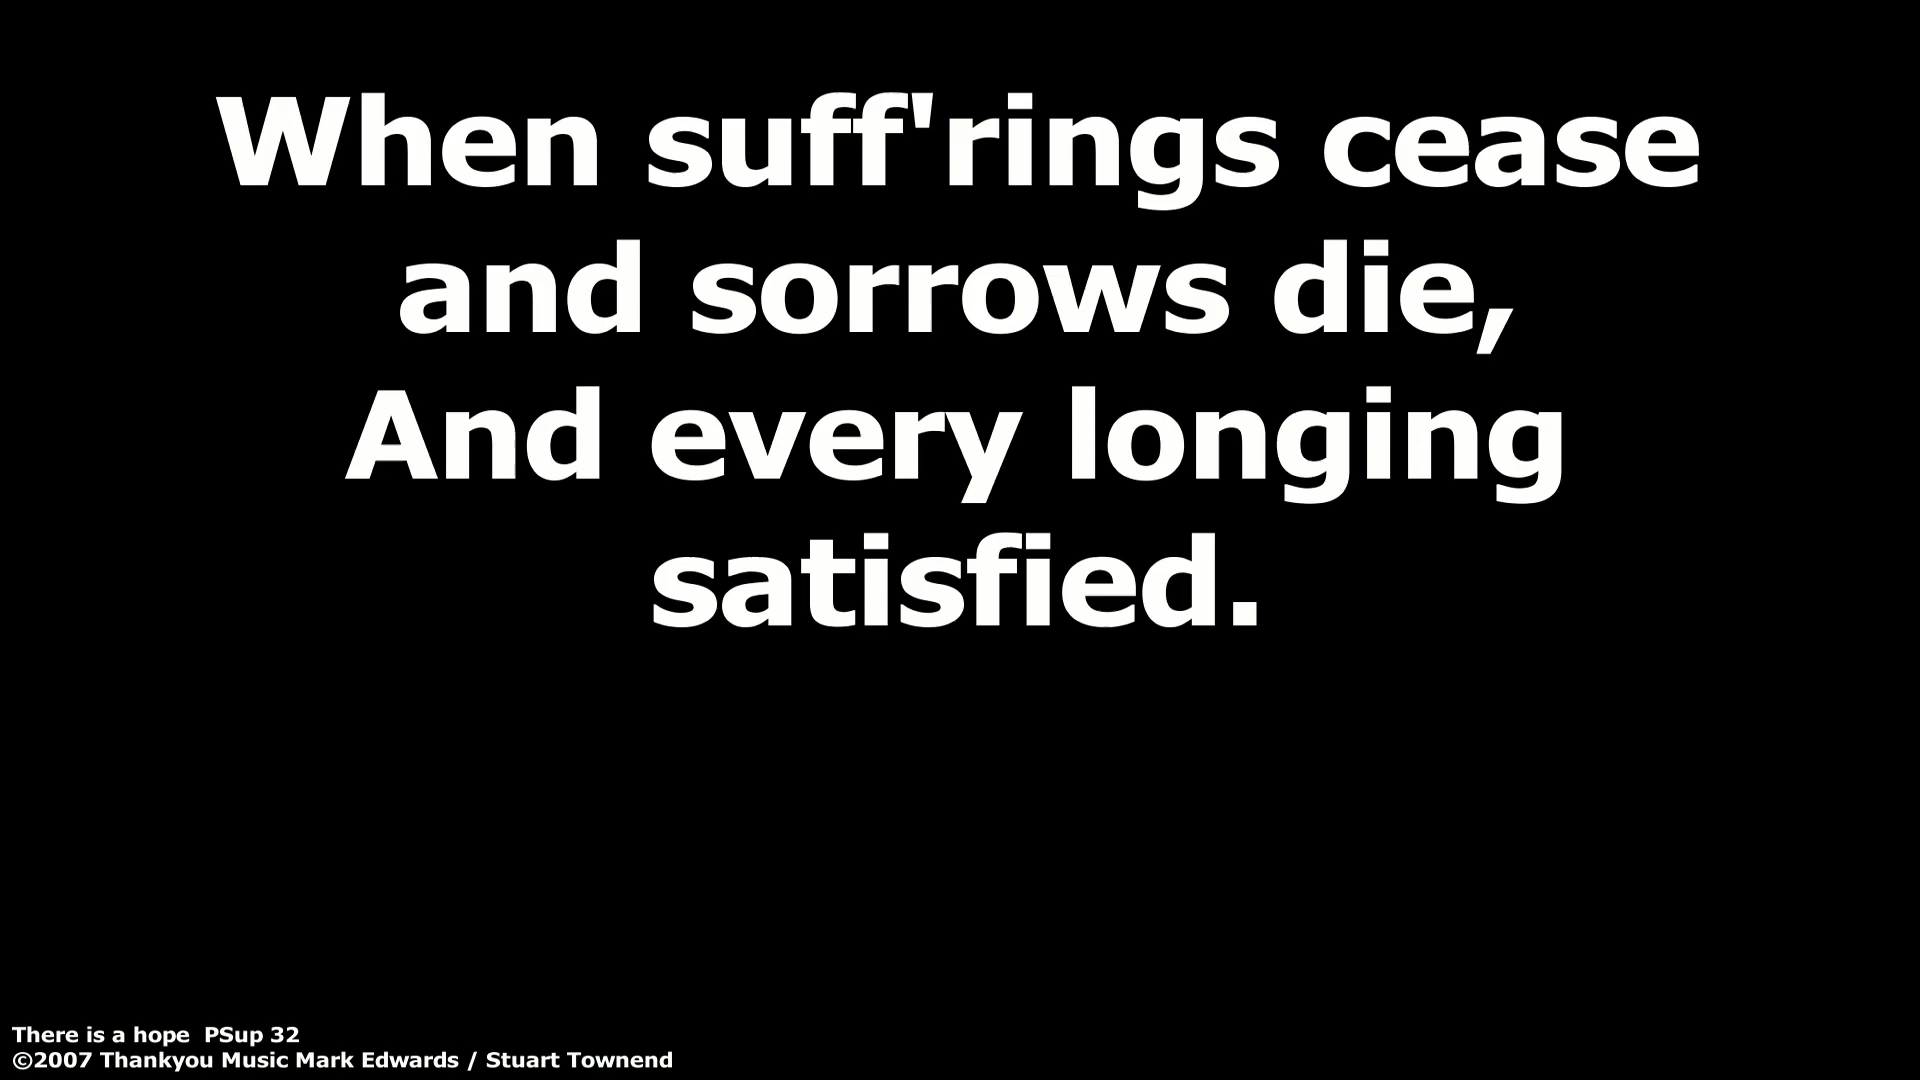 When suff'rings cease
and sorrows die,
And every longing
satisfied.
There is a hope  PSup 32
©2007 Thankyou Music Mark Edwards / Stuart Townend